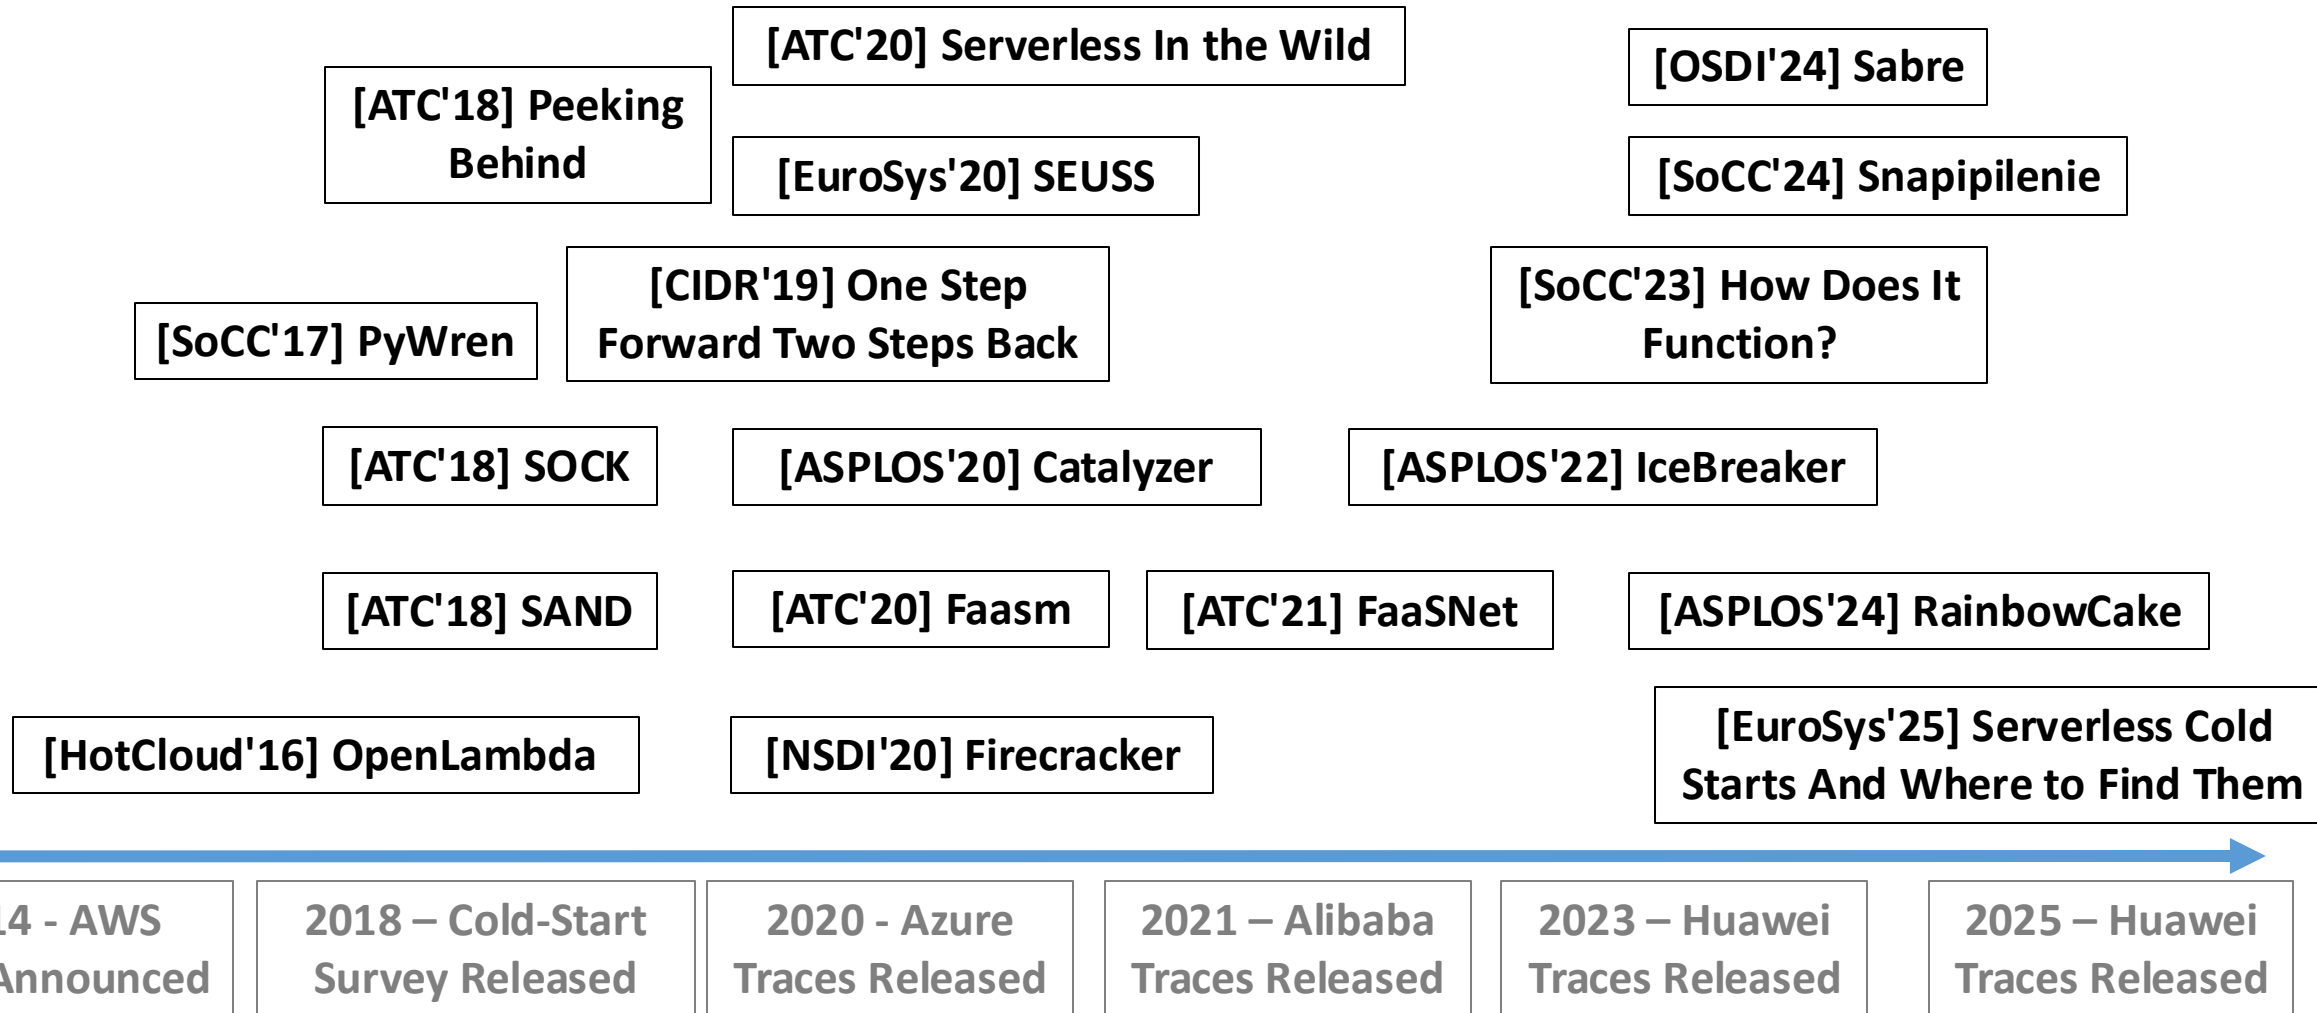 [ATC'20] Serverless In the Wild
[OSDI'24] Sabre
[ATC'18] Peeking
Behind
[EuroSys'20] SEUSS
[SoCC'24] Snapipilenie
[CIDR'19] One Step
Forward Two Steps Back
[SoCC'23] How Does It
Function?
[SoCC'17] PyWren
[ATC'18] SOCK
[ASPLOS'20] Catalyzer
[ASPLOS'22] IceBreaker
[ATC'18] SAND
[ATC'20] Faasm
[ATC'21] FaaSNet
[ASPLOS'24] RainbowCake
[HotCloud'16] OpenLambda
[NSDI'20] Firecracker
[EuroSys'25] Serverless Cold
Starts And Where to Find Them
14 - AWS
Announced
2018 – Cold-Start
Survey Released
2020 - Azure
Traces Released
2021 – Alibaba
Traces Released
2023 – Huawei
Traces Released
2025 – Huawei
Traces Released